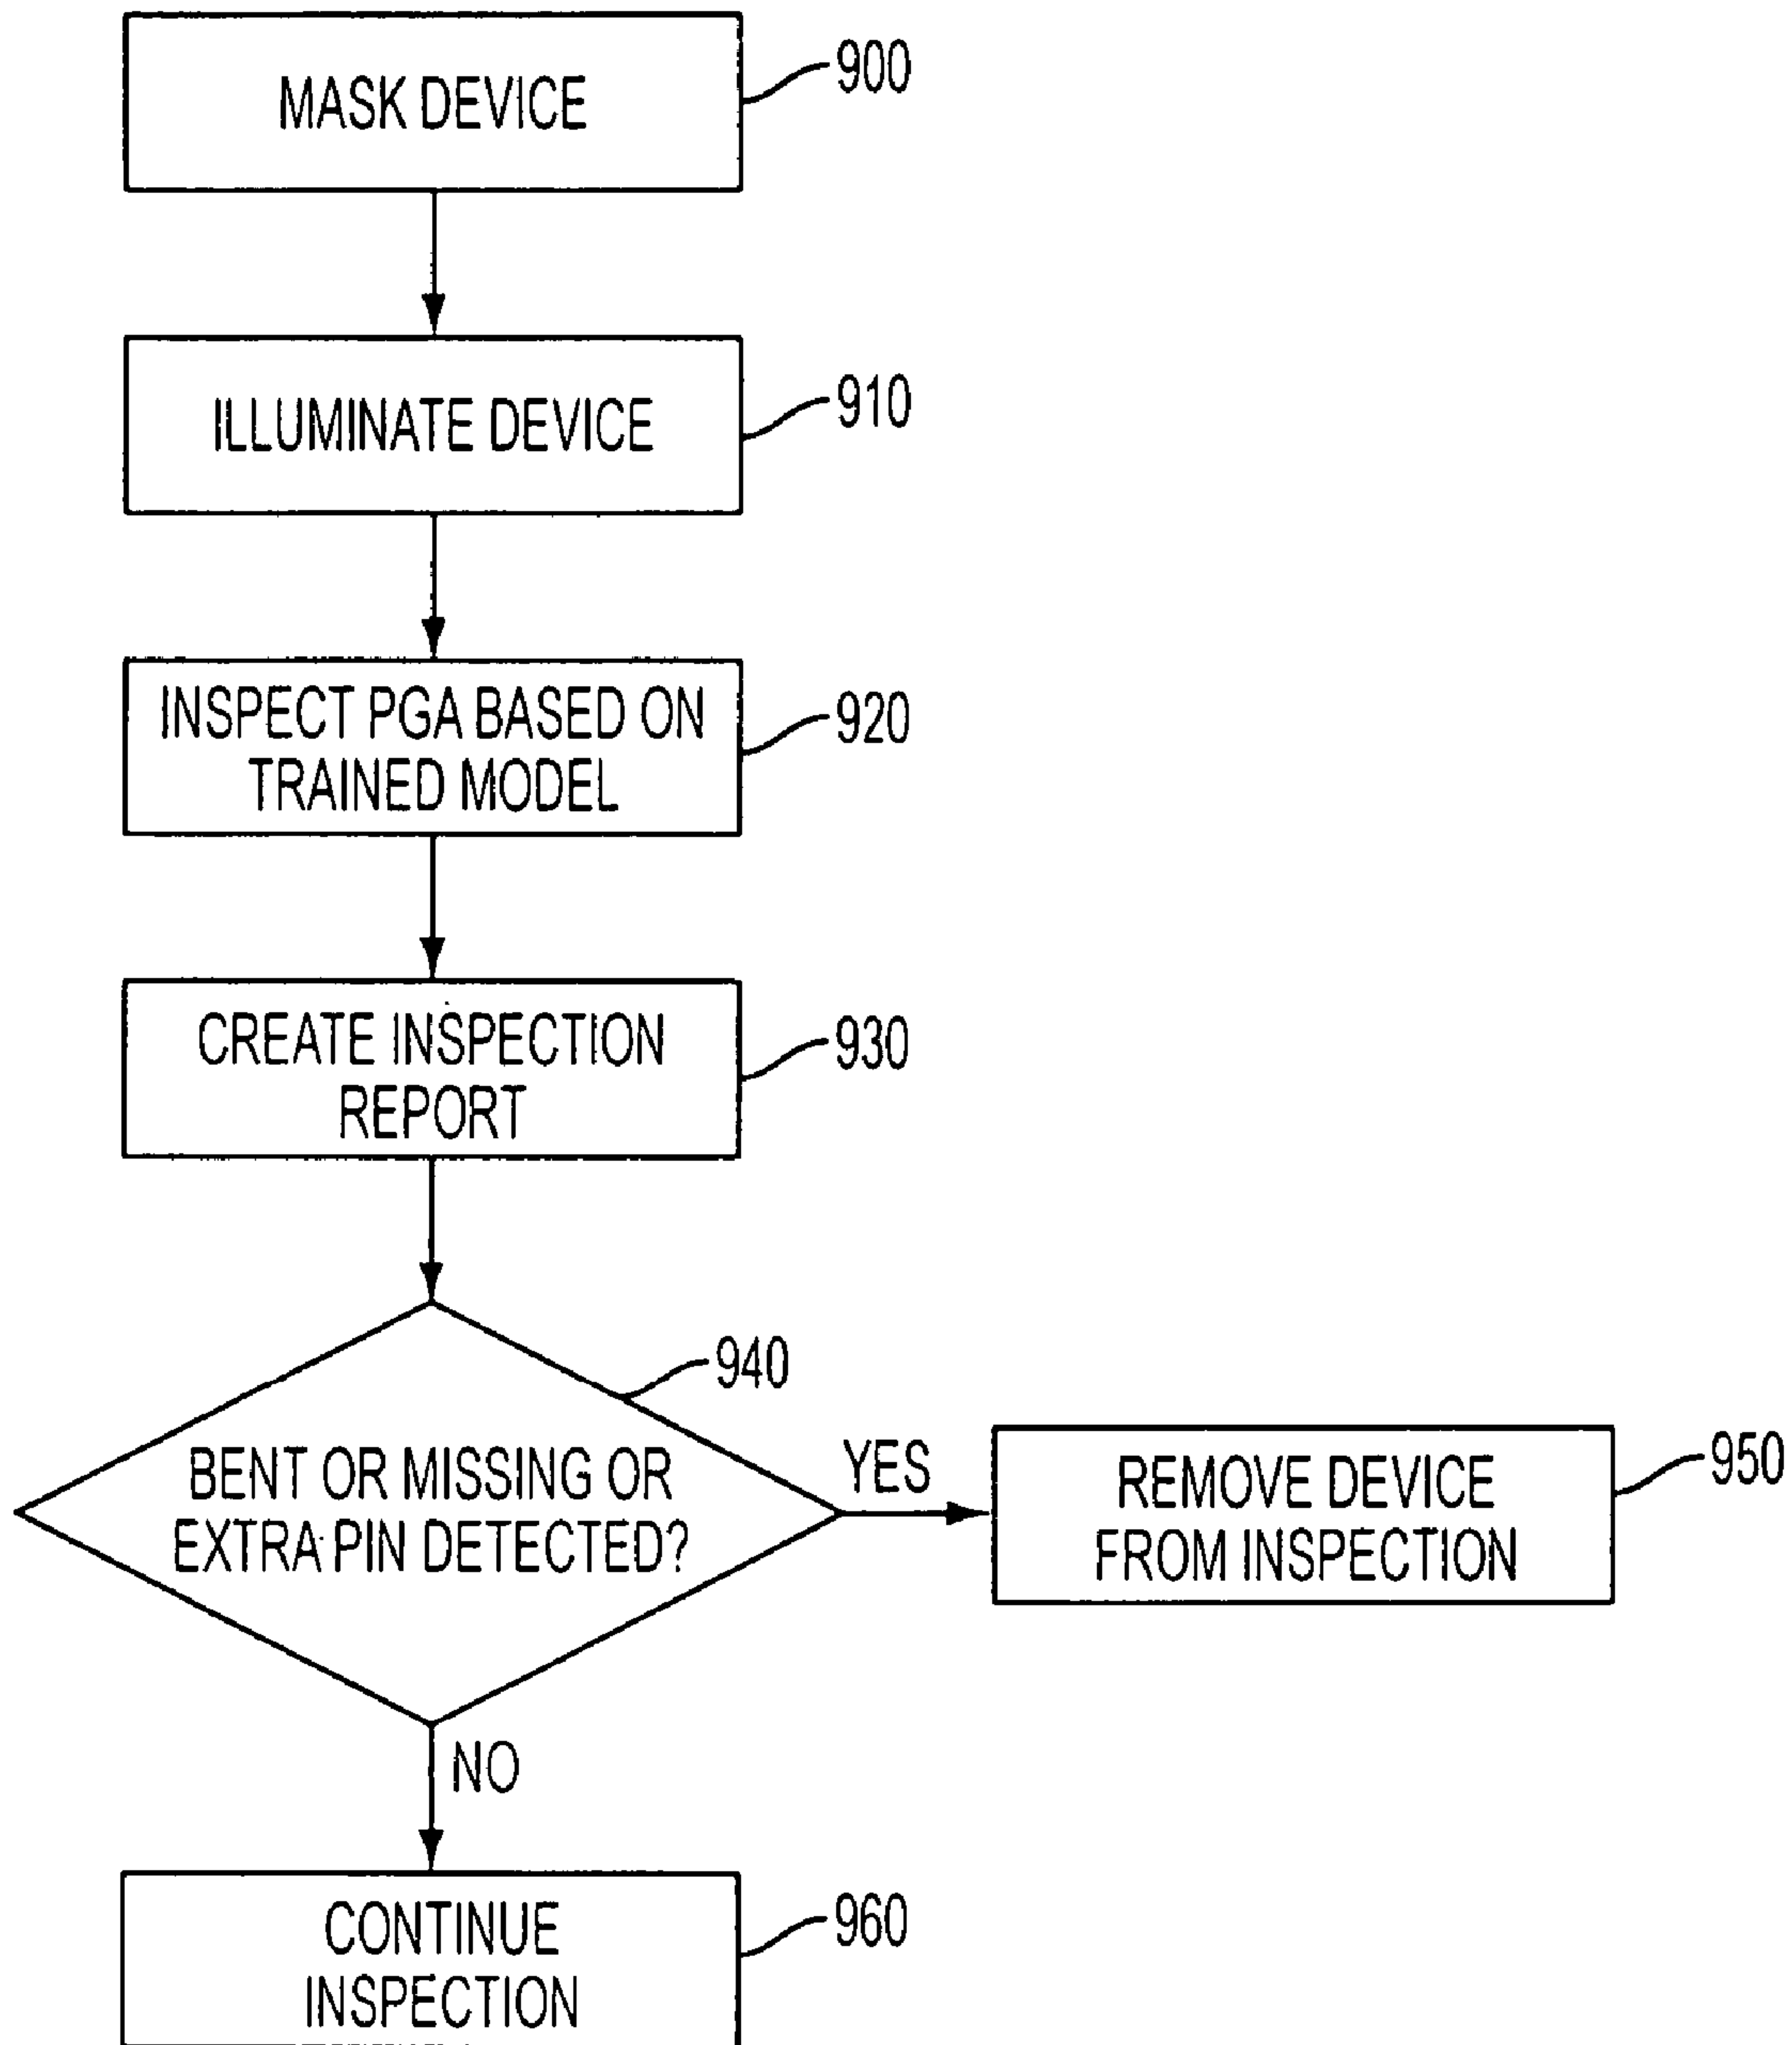 MASK DEVICE
900
ILLUMINATE DEVICE
910
INSPECT PGA BASED ON
TRAINED MODEL
920
CREATE INSPECTION
REPORT
930
940
BENT OR MISSING OR
EXTRA PIN DETECTED?
YES
REMOVE DEVICE
FROM INSPECTION
950
NO
CONTINUE
INSPECTION
960